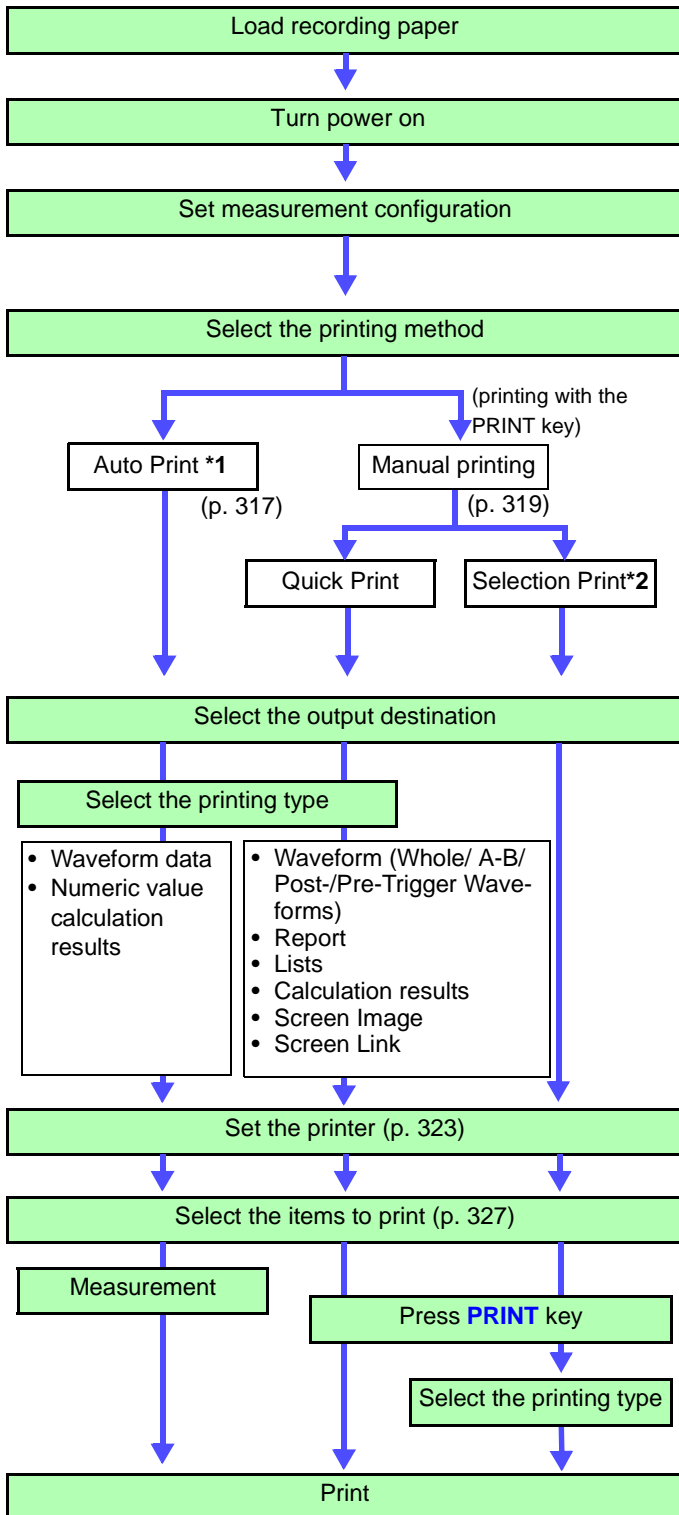 Load recording paper
Turn power on
Set measurement configuration
Select the printing method
(printing with the
PRINT key)
Auto Print *1
Manual printing
(p. 317)
(p. 319)
Quick Print
Selection Print*2
Select the output destination
Select the printing type
• Waveform data
• Numeric value
calculation
results
• Waveform (Whole/ A-B/
Post-/Pre-Trigger Wave-
forms)
• Report
• Lists
• Calculation results
• Screen Image
• Screen Link
Set the printer (p. 323)
Select the items to print (p. 327)
Measurement
Press PRINT key
Select the printing type
Print